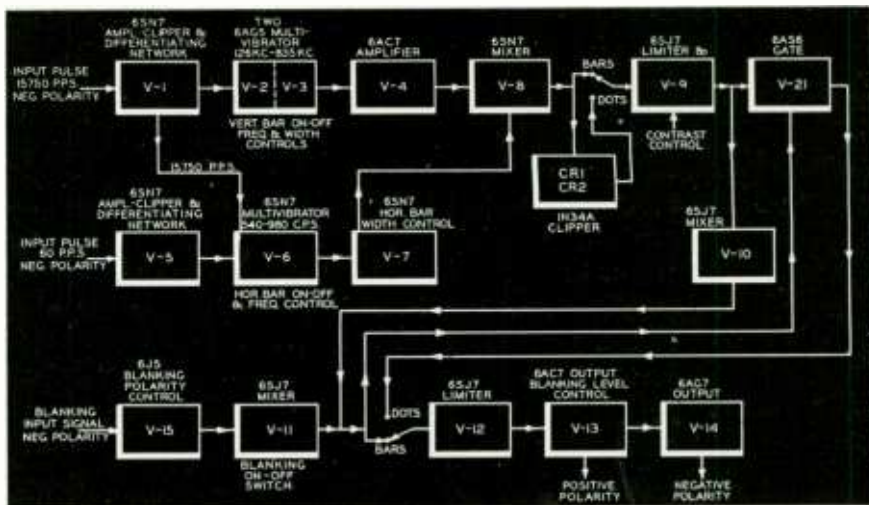 6SN7
AMPL.CLIPPER &
DIFFERENTIATING
NETWORK
TWO
6AG5 MULTI-
VIBRATOR
126KC-835KC
6AC7
AMPLIFIER
6SN7
MIXER
6SJ7
LIMITER &
6AS6
GATE
INPUT PULSE
15750 P.P.S.
NEG POLARITY
V-1
V-2
V-3
V-4
V-8
BARS
DOTS
V-9
V-21
VERT BAR ON-OFF
FREQ & WIDTH
CONTROLS
CONTRAST
CONTROL
15750 P.P.S.
CR1
CR2
IN34A
CLIPPER
6SN7
AMPL-CLIPPER &
DIFFERENTIATING
NETWORK
6SN7
MULTIVIBRATOR
540-980 C.P.S.
6SN7
HOR BAR
WIDTH CONTROL
6SJ7
MIXER
INPUT PULSE
60 P.P.S.
NEG POLARITY
V-5
V-6
V-7
V-10
HOR BAR ON-OFF
& FREQ CONTROL
6J5
BLANKING
POLARITY
CONTROL
6SJ7
MIXER
DOTS
BARS
6SJ7
LIMITER
6AC7 OUTPUT
BLANKING LEVEL
CONTROL
6AG7
OUTPUT
BLANKING
INPUT SIGNAL
NEG POLARITY
V-15
V-11
V-12
V-13
V-14
BLANKING
ON-OFF
SWITCH
POSITIVE
POLARITY
NEGATIVE
POLARITY